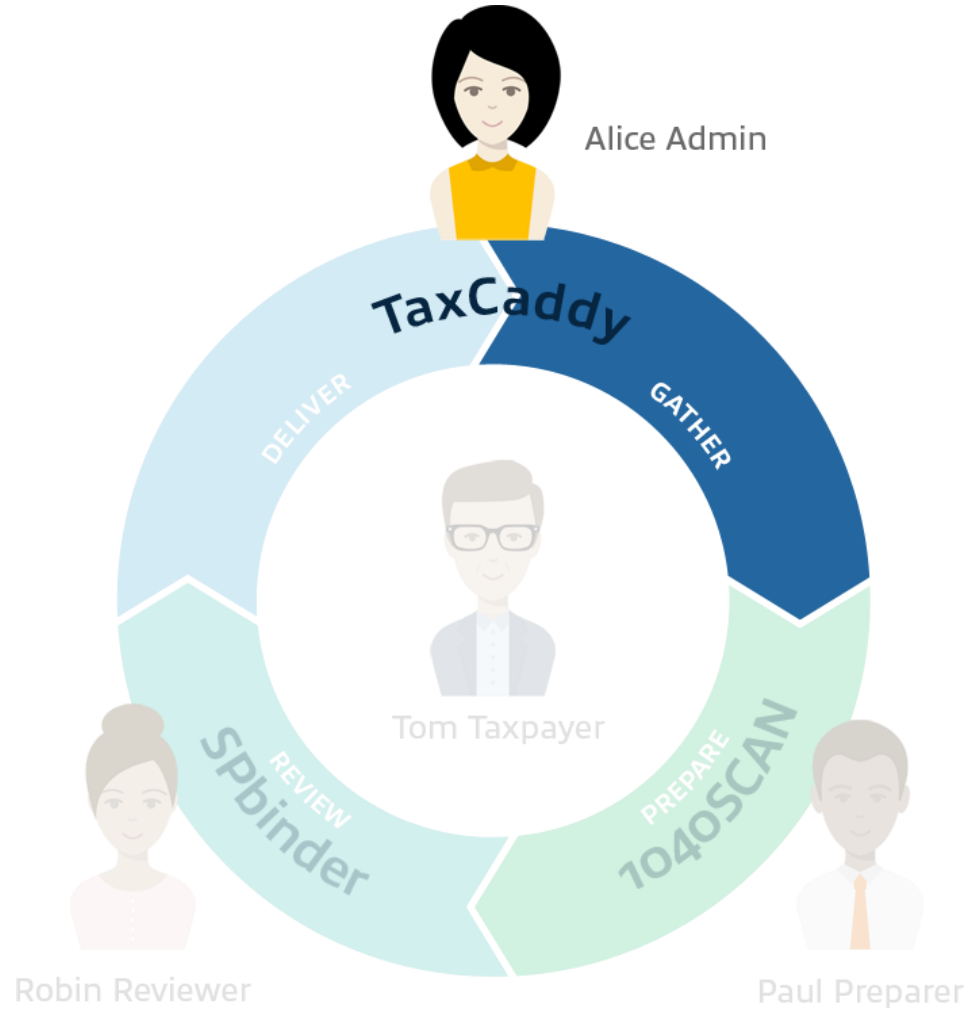 Alice Admin
TaxCaddy
DELIVER
GATHER
Tom Taxpayer
REVIEW
SPbinder
PREPARE
1040SCAN
Robin Reviewer
Paul Preparer